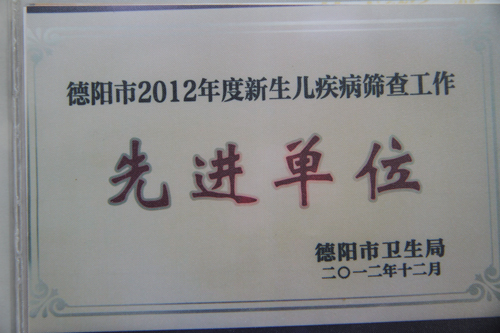 德阳市2012年度新生儿疾病筛查工作
先进单位
德阳市卫生局
二〇一二年十二月